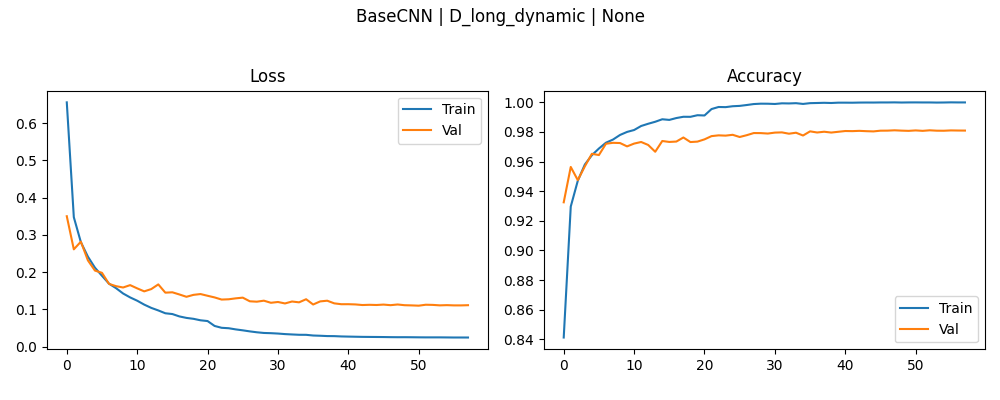 BaseCNN | D_long_dynamic | None
Loss
Train
Val
0.6
0.5
0.4
0.3
0.2
0.1
0.0
0 10 20 30 40 50
Accuracy
1.00
0.98
0.96
0.94
0.92
0.90
0.88
0.86
0.84
Train
Val
0 10 20 30 40 50